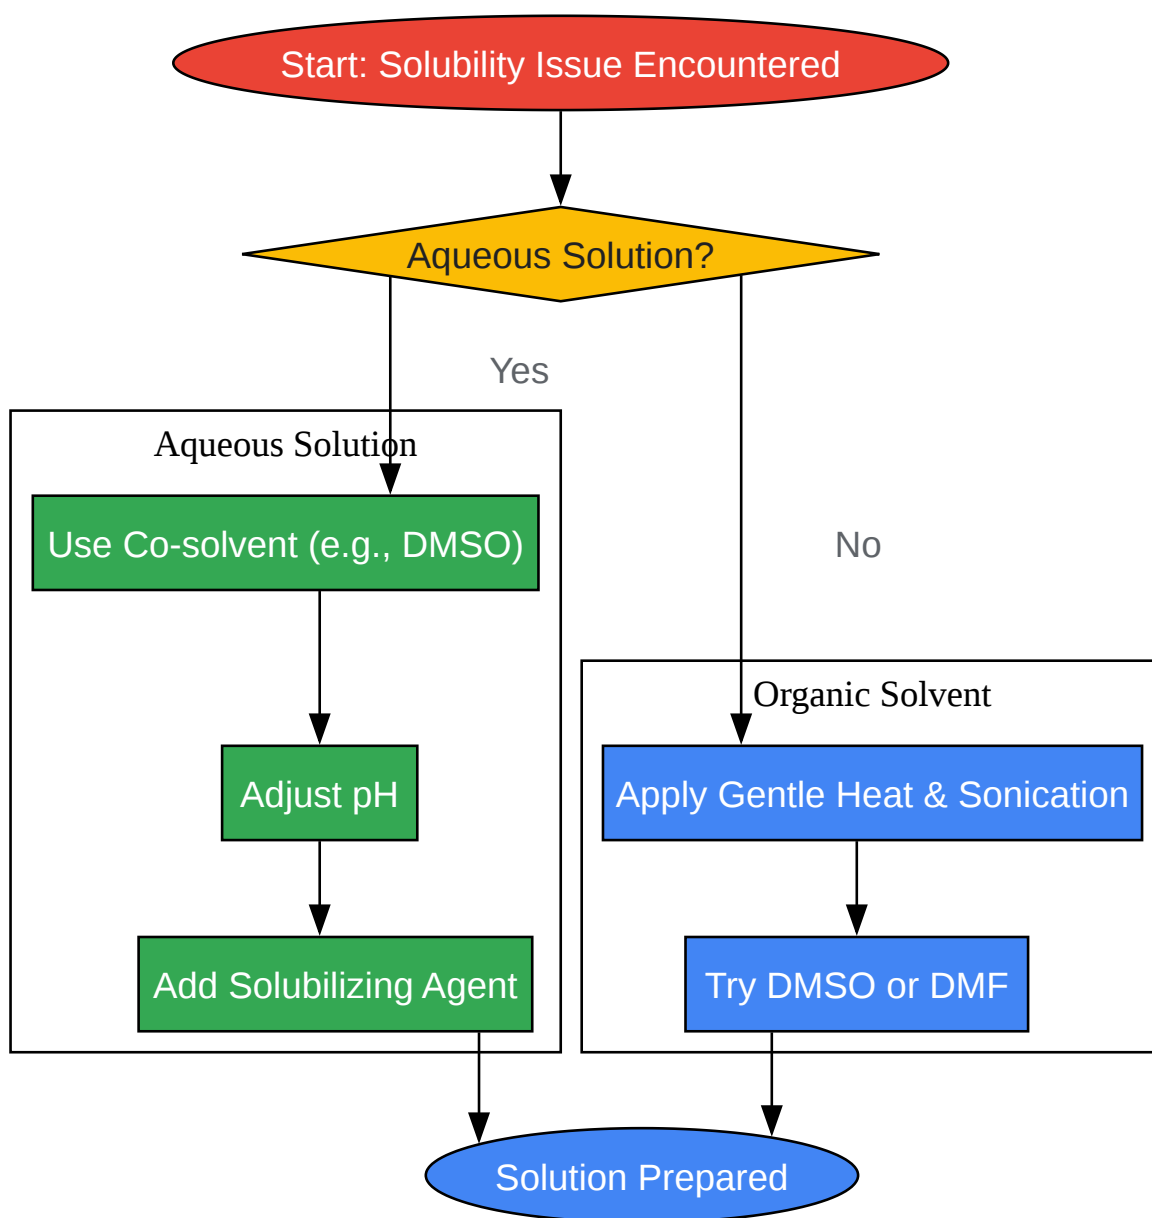 Start: Solubility Issue Encountered
Aqueous Solution?
Yes
Aqueous Solution
Use Co-solvent (e.g., DMSO)
No
Organic Solvent
Adjust pH
Apply Gentle Heat & Sonication
Add Solubilizing Agent
Try DMSO or DMF
Solution Prepared